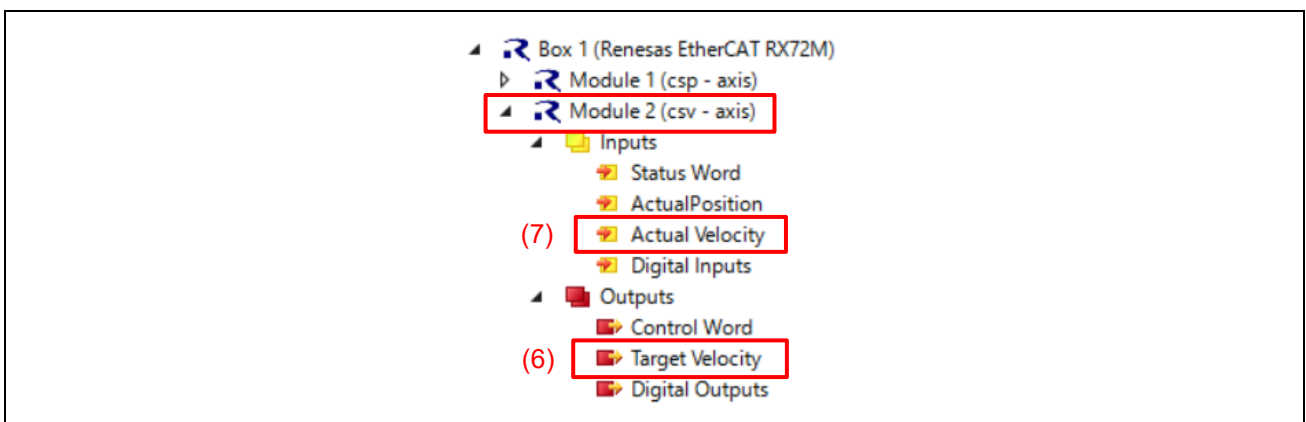 Box 1 (Renesas EtherCAT RX72M)
Module 1 (csp - axis)
Module 2 (csv - axis)
Inputs
Status Word
ActualPosition
(7) Actual Velocity
Digital Inputs
Outputs
Control Word
(6) Target Velocity
Digital Outputs